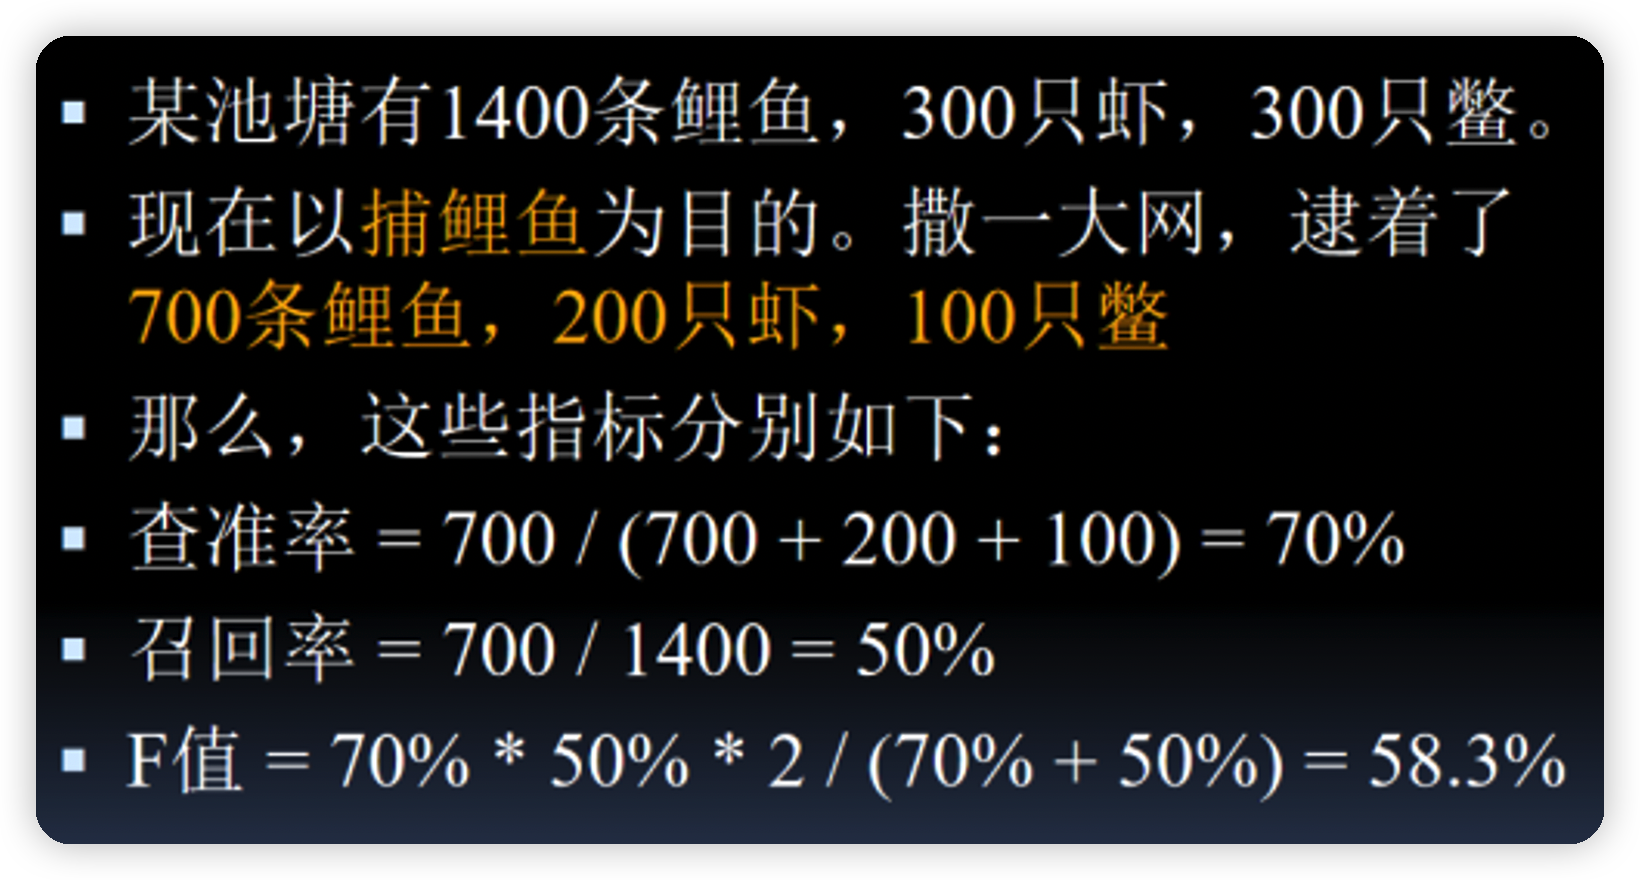 某池塘有1400条鲤鱼，300只虾，300只鳖。
现在以捕鲤鱼为目的。撒一大网，逮着了
700条鲤鱼，200只虾，100只鳖
那么，这些指标分别如下：
查准率 = 700 / (700 + 200 + 100) = 70%
召回率 = 700 / 1400 = 50%
F值 = 70% * 50% * 2 / (70% + 50%) = 58.3%